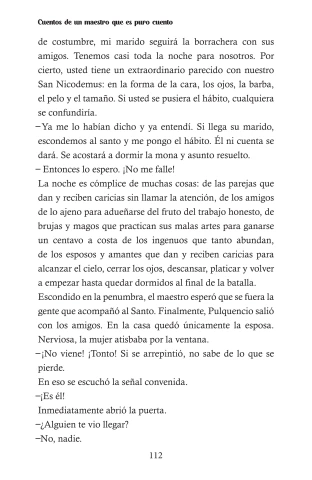 Cuentos de un maestro que es puro cuento
de costumbre, mi marido seguirá la borrachera con sus
amigos. Tenemos casi toda la noche para nosotros. Por
cierto, usted tiene un extraordinario parecido con nuestro
San Nicodemus: en la forma de la cara, los ojos, la barba,
el pelo y el tamaño. Si usted se pusiera el hábito, cualquiera
se confundiría.
–Ya me lo habían dicho y ya entendí. Si llega su marido,
escondemos al santo y me pongo el hábito. Él ni cuenta se
dará. Se acostará a dormir la mona y asunto resuelto.
– Entonces lo espero. ¡No me falle!
La noche es cómplice de muchas cosas: de las parejas que
dan y reciben caricias sin llamar la atención, de los amigos
de lo ajeno para adueñarse del fruto del trabajo honesto, de
brujas y magos que practican sus malas artes para ganarse
un centavo a costa de los ingenuos que tanto abundan,
de los esposos y amantes que dan y reciben caricias para
alcanzar el cielo, cerrar los ojos, descansar, platicar y volver
a empezar hasta quedar dormidos al final de la batalla.
Escondido en la penumbra, el maestro esperó que se fuera la
gente que acompañó al Santo. Finalmente, Pulquencio salió
con los amigos. En la casa quedó únicamente la esposa.
Nerviosa, la mujer atisbaba por la ventana.
–¡No viene! ¡Tonto! Si se arrepintió, no sabe de lo que se
pierde.
En eso se escuchó la señal convenida.
–¡Es él!
Inmediatamente abrió la puerta.
–¿Alguien te vio llegar?
–No, nadie.
112